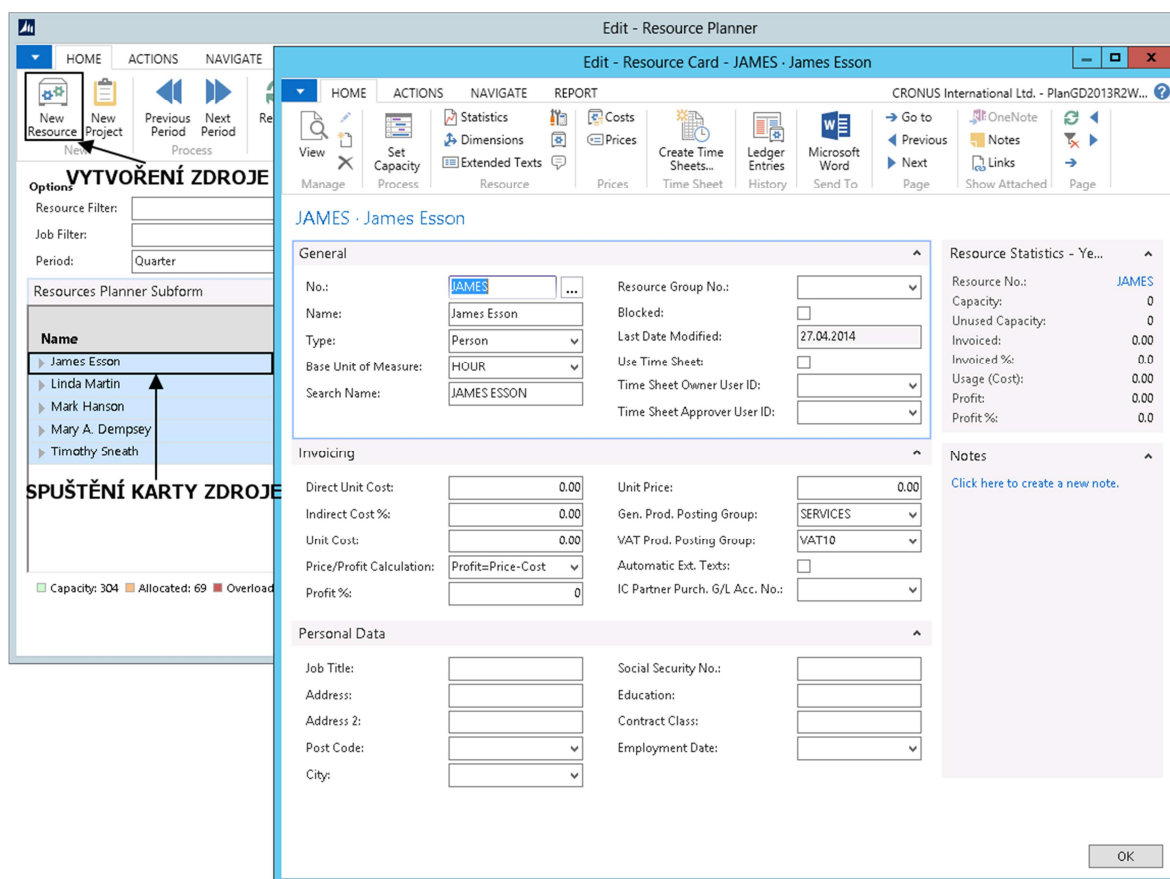 Edit - Resource Planner
HOME ACTIONS NAVIGATE
New Resource
New Project
Previous Period
Next Period
Re
New
Process
VYTVOŘENÍ ZDROJE
Options
Resource Filter:
Job Filter:
Period: Quarter
Resources Planner Subform
Name
James Esson
Linda Martin
Mark Hanson
Mary A. Dempsey
Timothy Sneath
SPUŠTĚNÍ KARTY ZDROJE
Capacity: 304 Allocated: 69 Overload
Edit - Resource Card - JAMES · James Esson
HOME ACTIONS NAVIGATE REPORT CRONUS International Ltd. - PlanGD2013R2W...
View
Manage
Set Capacity
Process
Statistics
Dimensions
Extended Texts
Resource
Costs
Prices
Prices
Create Time Sheets...
Time Sheet
Ledger Entries
History
Microsoft Word
Send To
Go to
Previous
Next
Page
OneNote
Notes
Links
Show Attached
Page
JAMES · James Esson
General
No.: JAMES ...
Name: James Esson
Type: Person
Base Unit of Measure: HOUR
Search Name: JAMES ESSON
Resource Group No.:
Blocked:
Last Date Modified: 27.04.2014
Use Time Sheet:
Time Sheet Owner User ID:
Time Sheet Approver User ID:
Invoicing
Direct Unit Cost: 0.00
Indirect Cost %: 0.00
Unit Cost: 0.00
Price/Profit Calculation: Profit=Price-Cost
Profit %: 0
Unit Price: 0.00
Gen. Prod. Posting Group: SERVICES
VAT Prod. Posting Group: VAT10
Automatic Ext. Texts:
IC Partner Purch. G/L Acc. No.:
Personal Data
Job Title:
Address:
Address 2:
Post Code:
City:
Social Security No.:
Education:
Contract Class:
Employment Date:
Resource Statistics - Ye...
Resource No.: JAMES
Capacity: 0
Unused Capacity: 0
Invoiced: 0.00
Invoiced %: 0.0
Usage (Cost): 0.00
Profit: 0.00
Profit %: 0.0
Notes
Click here to create a new note.
OK